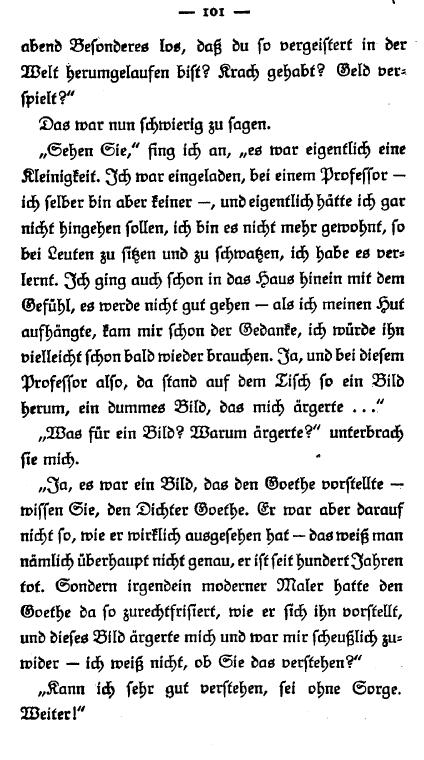 — 101 —
abend Besonderes los, daß du so vergeistert in der
Welt herumgelaufen bist? Krach gehabt? Geld ver-
spielt?“
Das war nun schwierig zu sagen.
„Sehen Sie,“ fing ich an, „es war eigentlich eine
Kleinigkeit. Ich war eingeladen, bei einem Professor —
ich selber bin aber keiner —, und eigentlich hätte ich gar
nicht hingehen sollen, ich bin es nicht mehr gewohnt, so
bei Leuten zu sitzen und zu schwatzen, ich habe es ver-
lernt. Ich ging auch schon in das Haus hinein mit dem
Gefühl, es werde nicht gut gehen — als ich meinen Hut
aufhängte, kam mir schon der Gedanke, ich würde ihn
vielleicht schon bald wieder brauchen. Ja, und bei diesem
Professor also, da stand auf dem Tisch so ein Bild
herum, ein dummes Bild, das mich ärgerte ...“
„Was für ein Bild? Warum ärgerte?“ unterbrach
sie mich.
„Ja, es war ein Bild, das den Goethe vorstellte —
wissen Sie, den Dichter Goethe. Er war aber darauf
nicht so, wie er wirklich ausgesehen hat — das weiß man
nämlich überhaupt nicht genau, er ist seit hundert Jahren
tot. Sondern irgendein moderner Maler hatte den
Goethe da so zurechtfrisiert, wie er sich ihn vorstellt,
und dieses Bild ärgerte mich und war mir scheußlich zu-
wider — ich weiß nicht, ob Sie das verstehen?“
„Kann ich sehr gut verstehen, sei ohne Sorge.
Weiter!“